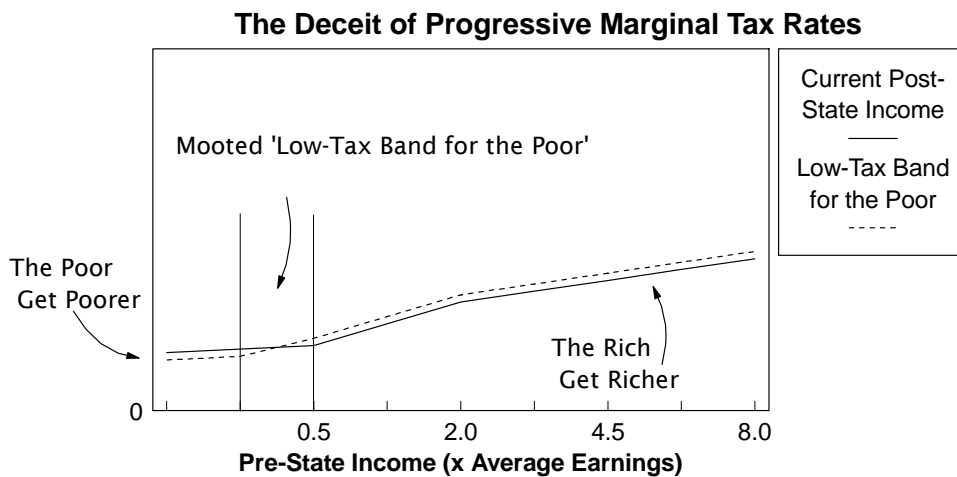 The Deceit of Progressive Marginal Tax Rates
Current Post-
State Income
Low-Tax Band
for the Poor
Mooted 'Low-Tax Band for the Poor'
The Poor
Get Poorer
The Rich
Get Richer
0
0.5 2.0 4.5 8.0
Pre-State Income (x Average Earnings)